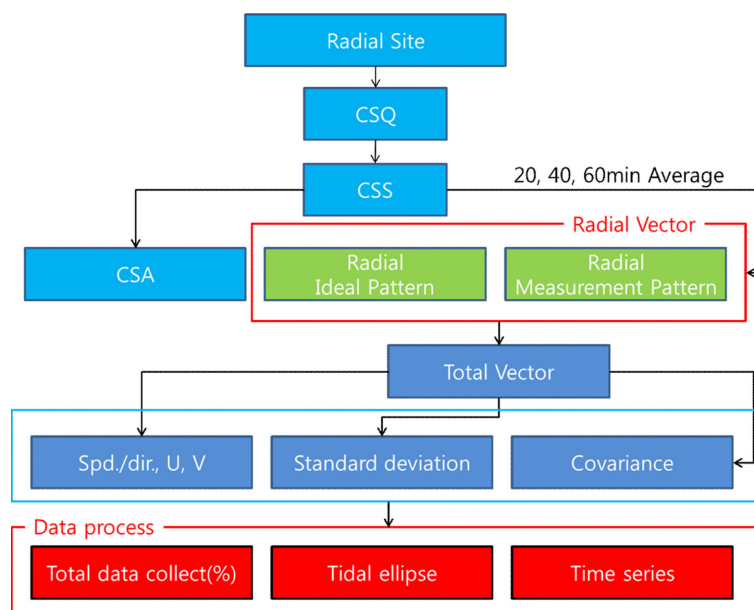 Radial Site
CSQ
CSS
20, 40, 60min Average
Radial Vector
CSA
Radial
Ideal Pattern
Radial
Measurement Pattern
Total Vector
Spd./dir., U, V
Standard deviation
Covariance
Data process
Total data collect(%)
Tidal ellipse
Time series